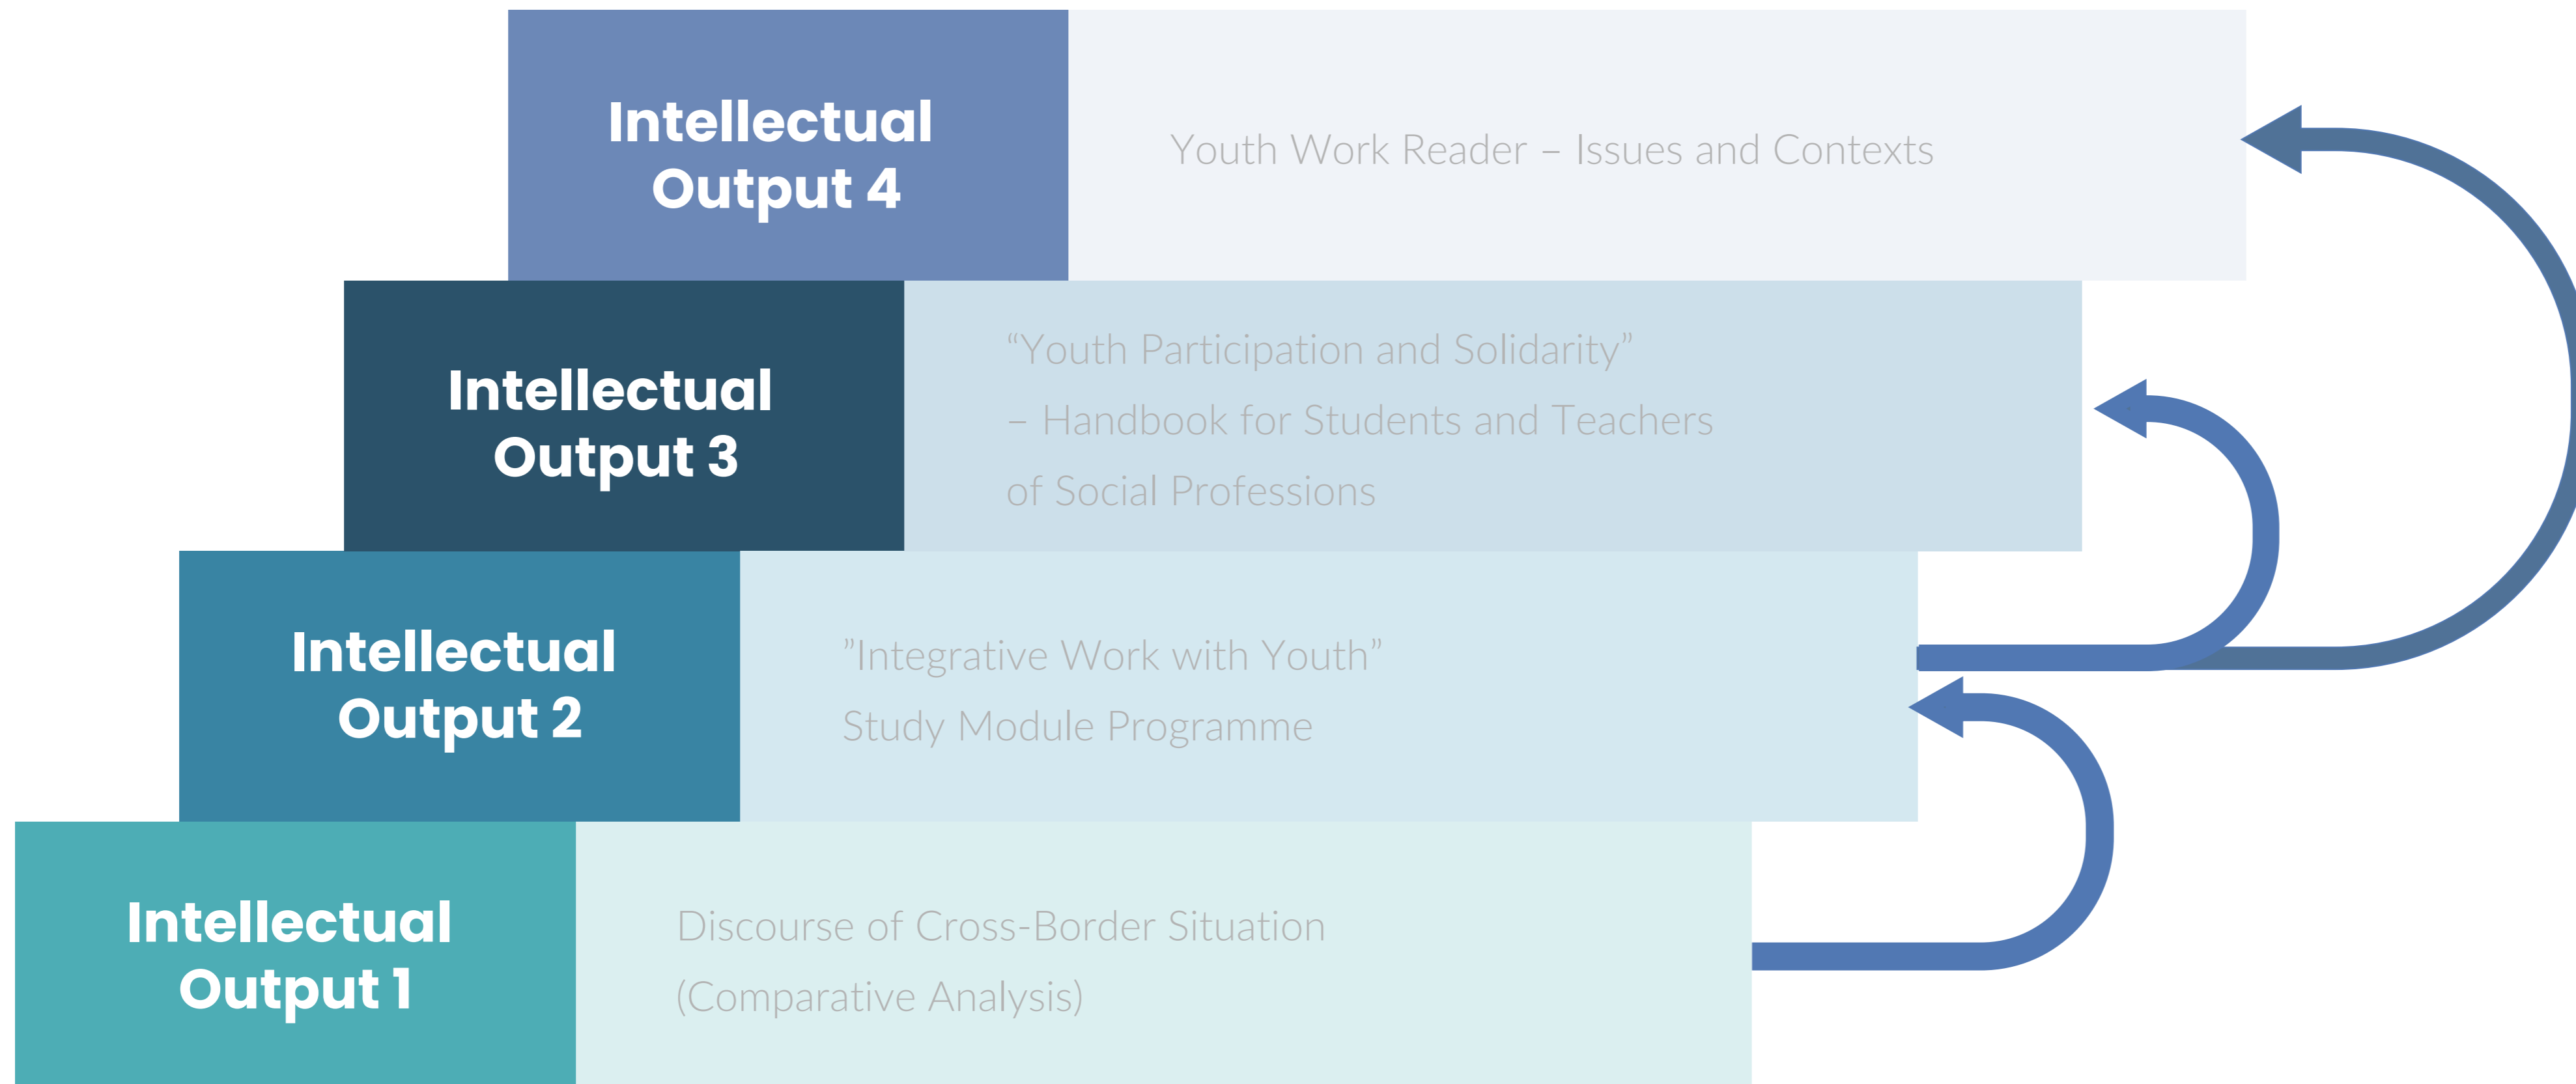 Intellectual
Output 4
Youth Work Reader – Issues and Contexts
Intellectual
Output 3
“Youth Participation and Solidarity”
– Handbook for Students and Teachers
of Social Professions
Intellectual
Output 2
”Integrative Work with Youth”
Study Module Programme
Intellectual
Output 1
Discourse of Cross-Border Situation
(Comparative Analysis)